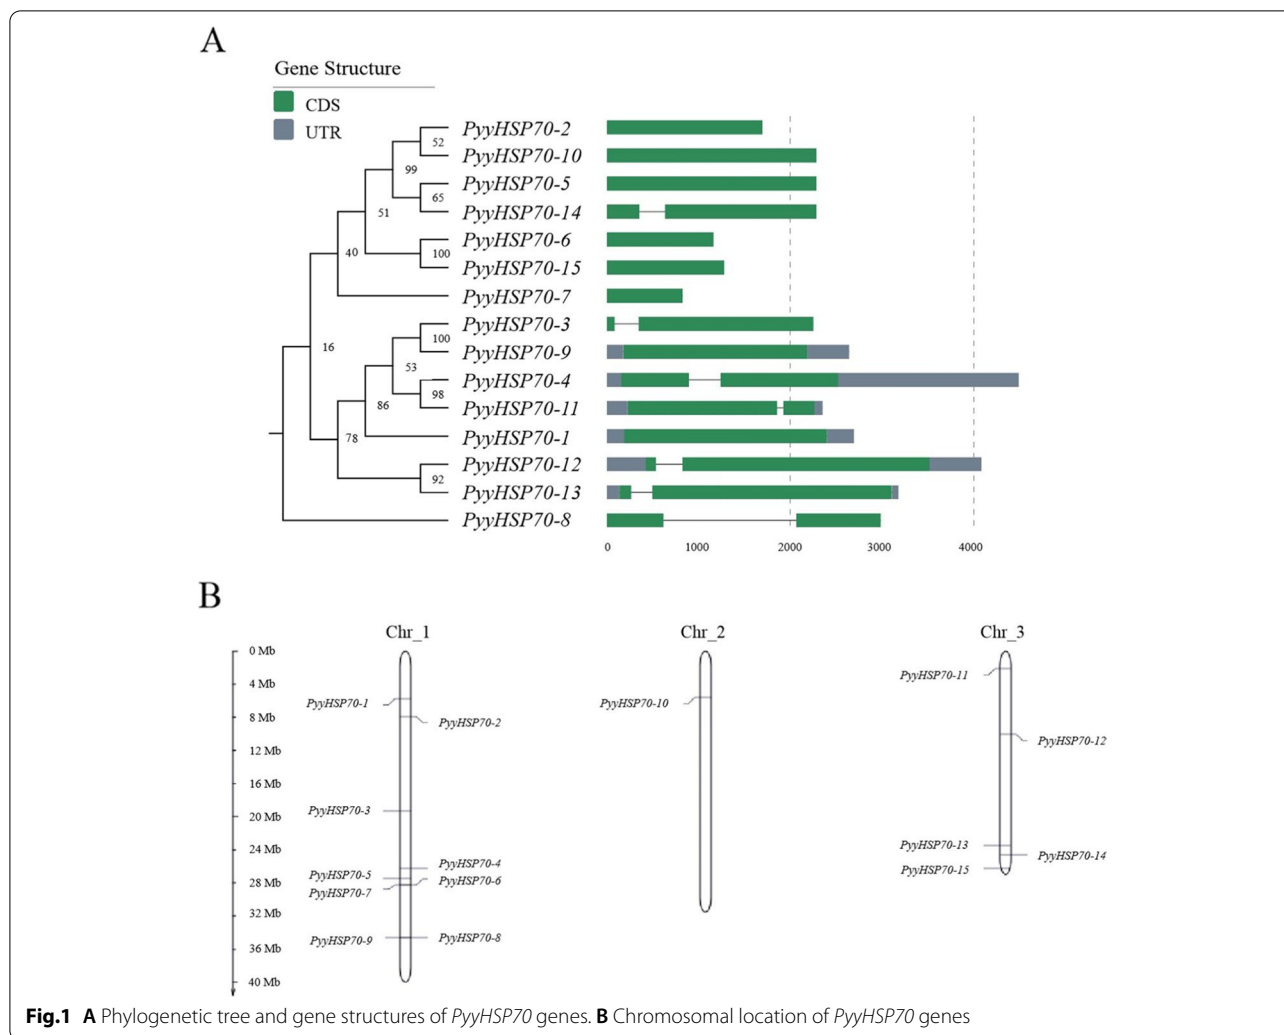 A
Gene Structure
CDS
UTR
PyyHSP70-2
52
PyyHSP70-10
99
PyyHSP70-5
65
51
PyyHSP70-14
PyyHSP70-6
40
100
PyyHSP70-15
PyyHSP70-7
PyyHSP70-3
100
16
PyyHSP70-9
53
PyyHSP70-4
98
86
PyyHSP70-11
78
PyyHSP70-1
PyyHSP70-12
92
PyyHSP70-13
PyyHSP70-8
0 1000 2000 3000 4000
B
Chr_1 Chr_2 Chr_3
0 Mb
4 Mb
8 Mb
12 Mb
16 Mb
20 Mb
24 Mb
28 Mb
32 Mb
36 Mb
40 Mb
PyyHSP70-1
PyyHSP70-2
PyyHSP70-3
PyyHSP70-4
PyyHSP70-5
PyyHSP70-6
PyyHSP70-7
PyyHSP70-9
PyyHSP70-8
PyyHSP70-10
PyyHSP70-11
PyyHSP70-12
PyyHSP70-13
PyyHSP70-14
PyyHSP70-15
Fig.1 A Phylogenetic tree and gene structures of PyyHSP70 genes. B Chromosomal location of PyyHSP70 genes